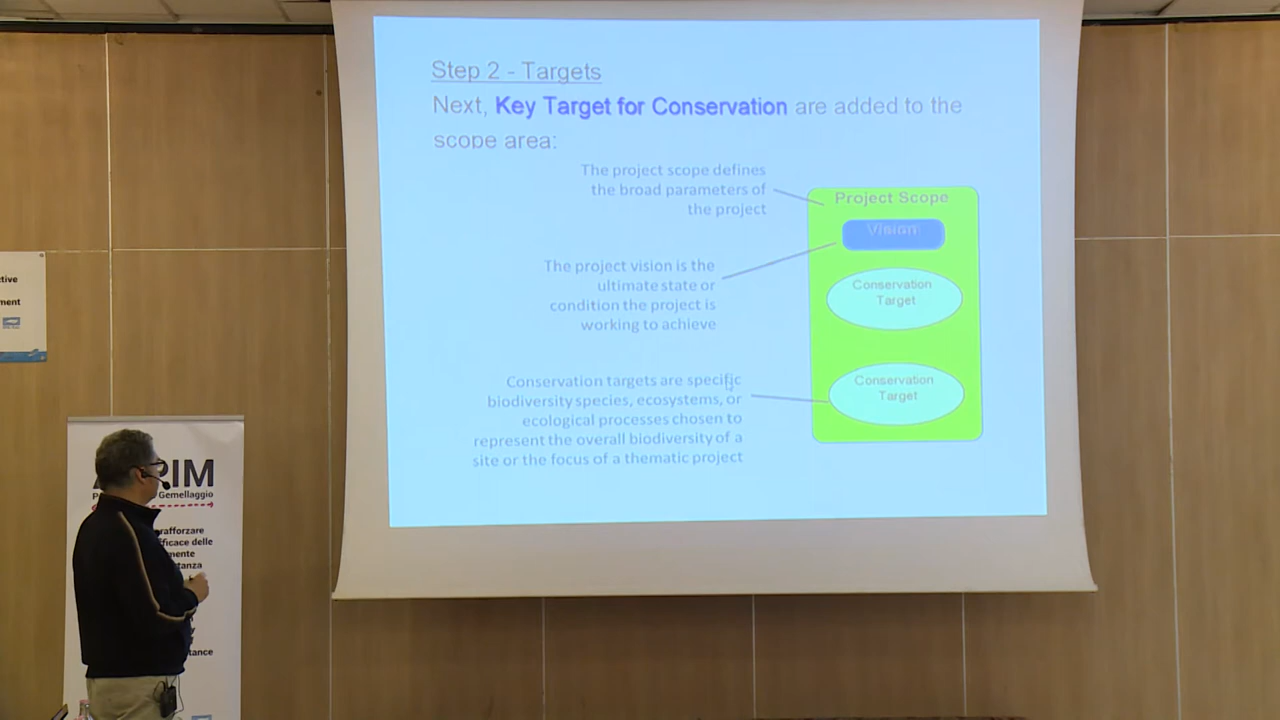 Step 2 - Targets
Next, Key Target for Conservation are added to the
scope area:
The project scope defines
the broad parameters of
the project
Project Scope
Vision
The project vision is the
ultimate state or
condition the project is
working to achieve
Conservation
Target
Conservation targets are specific
biodiversity species, ecosystems, or
ecological processes chosen to
represent the overall biodiversity of a
site or the focus of a thematic project
Conservation
Target
ctive
ment
PIM
Gemellaggio
rafforzare
fficace delle
mente
tanza
tance